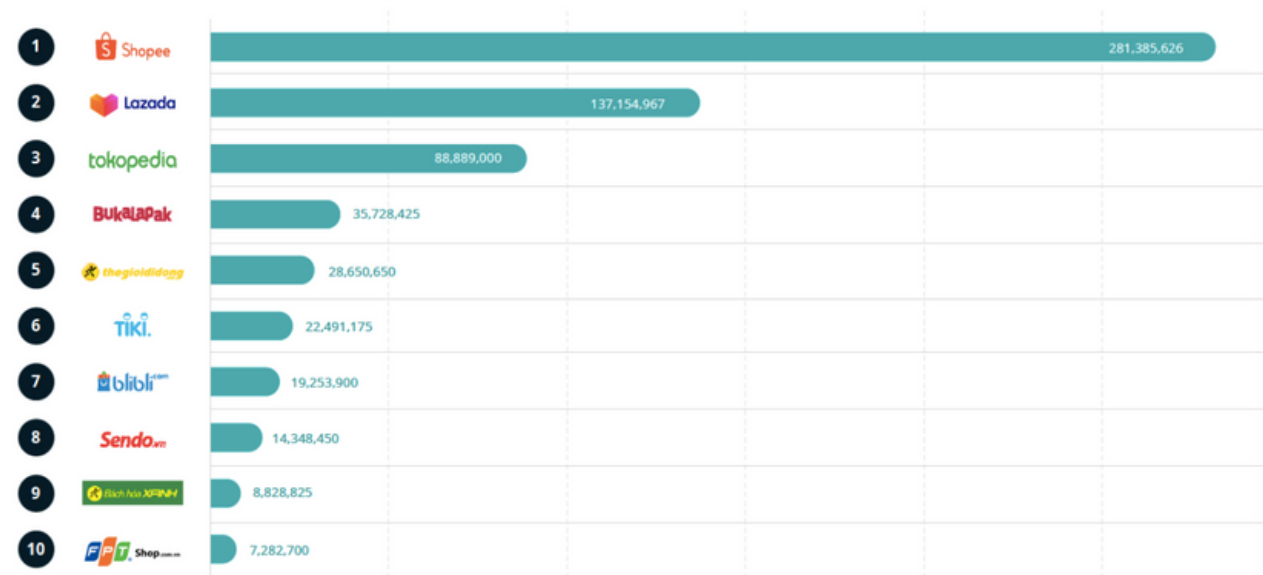 1 Shopee 281,385,626
2 Lazada 137,154,967
3 tokopedia 88,889,000
4 BukaLapak 35,728,425
5 thegioididong 28,650,650
6 TIKI. 22,491,175
7 blibli.com 19,253,900
8 Sendo.vn 14,348,450
9 Bách hóa XANH 8,828,825
10 FPT Shop.com.vn 7,282,700